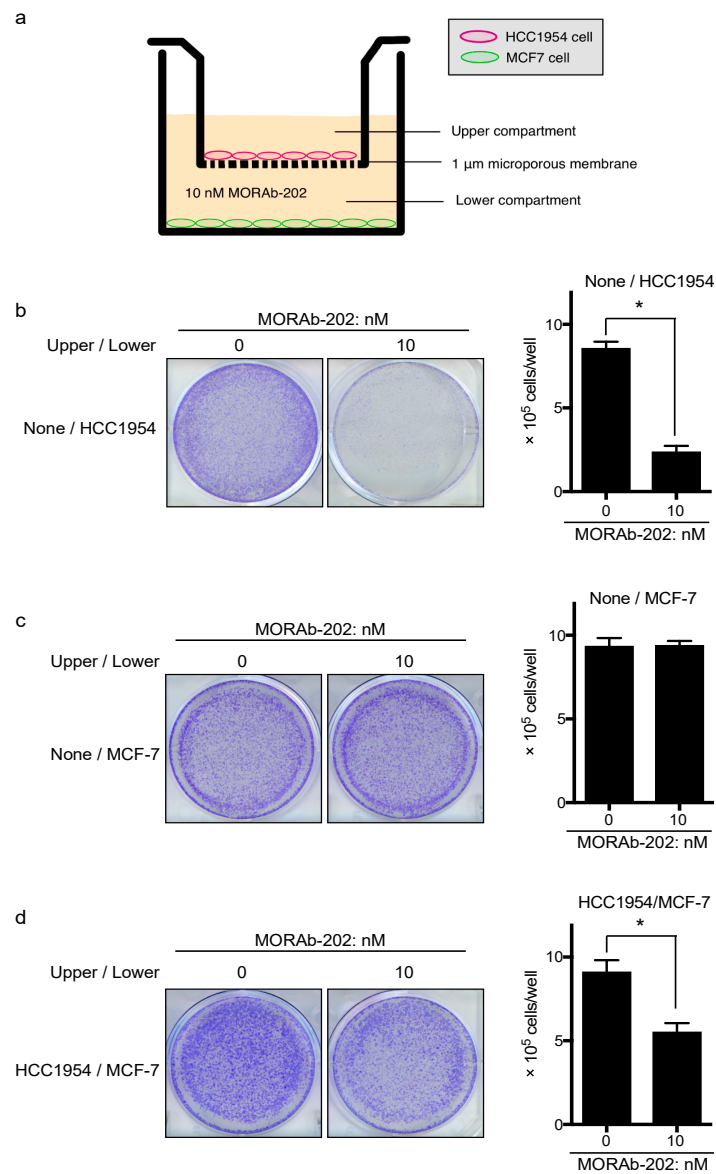 a
HCC1954 cell
MCF7 cell
Upper compartment
1 µm microporous membrane
10 nM MORAb-202
Lower compartment
b
None / HCC1954
MORAb-202: nM
*
Upper / Lower
0
10
10
None / HCC1954
× 10⁵ cells/well
5
0
0
10
MORAb-202: nM
c
None / MCF-7
MORAb-202: nM
Upper / Lower
0
10
10
None / MCF-7
× 10⁵ cells/well
5
0
0
10
MORAb-202: nM
d
HCC1954/MCF-7
*
MORAb-202: nM
Upper / Lower
0
10
10
HCC1954 / MCF-7
× 10⁵ cells/well
5
0
0
10
MORAb-202: nM